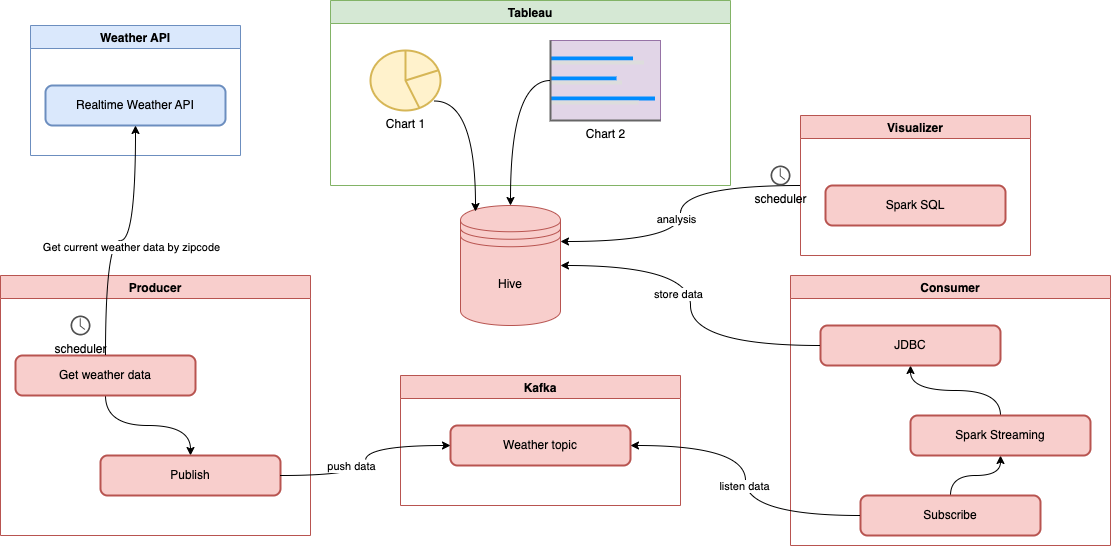 Tableau
Weather API
Realtime Weather API
Chart 1
Chart 2
Visualizer
scheduler
Spark SQL
analysis
Get current weather data by zipcode
Hive
Producer
Consumer
store data
scheduler
JDBC
Get weather data
Kafka
Weather topic
Spark Streaming
push data
Publish
listen data
Subscribe